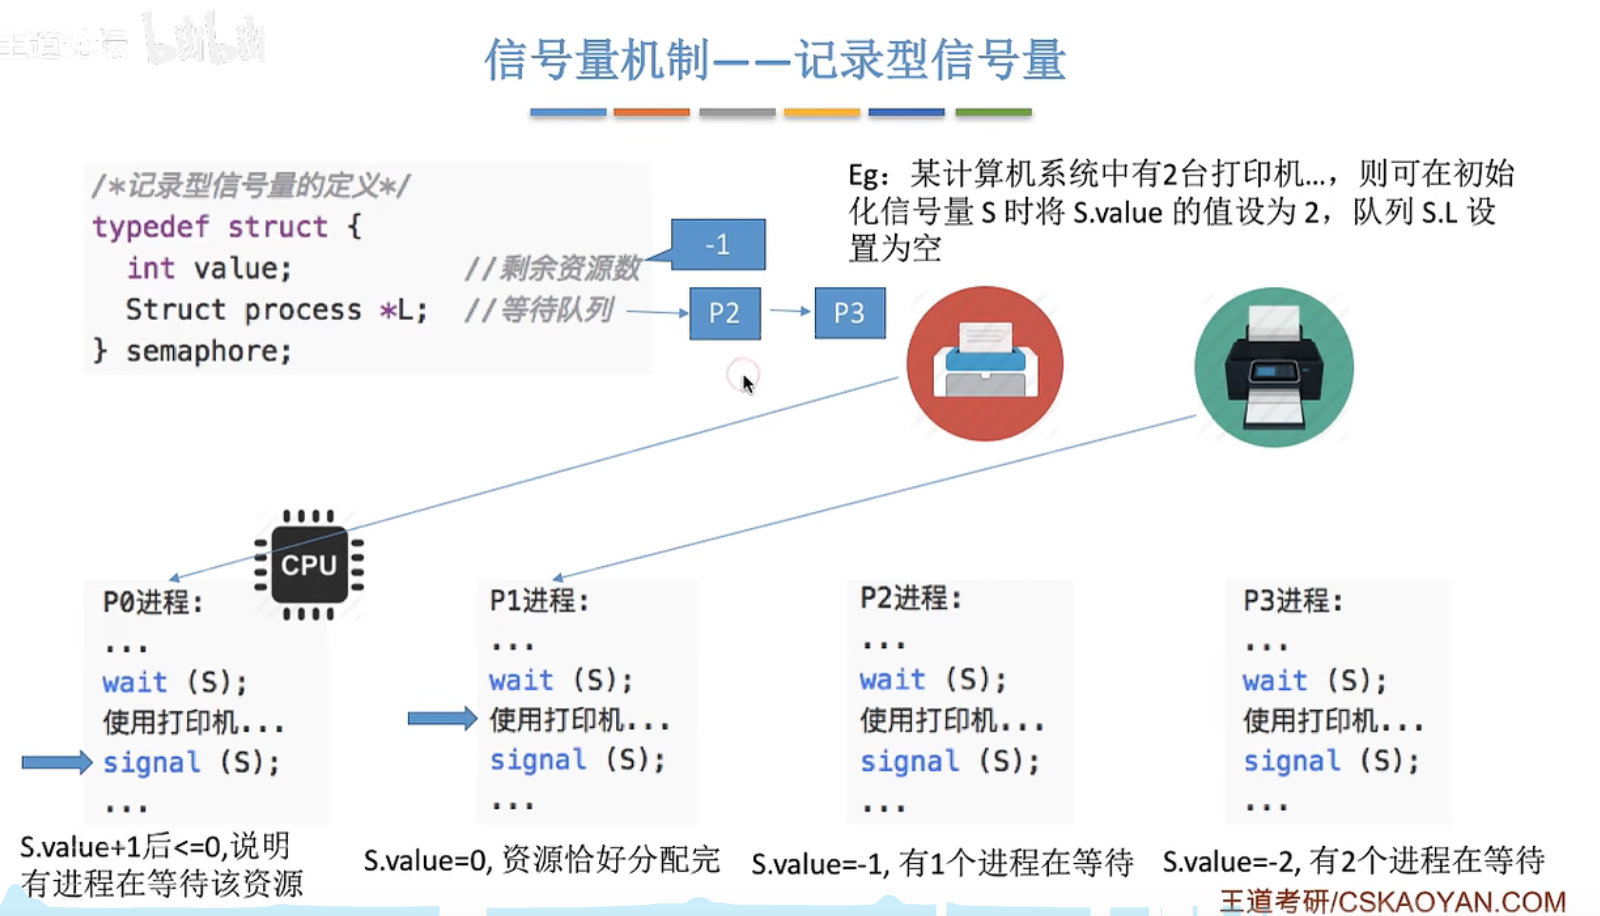 王道论坛 bilibili
信号量机制——记录型信号量
/*记录型信号量的定义*/
typedef struct {
int value; //剩余资源数
Struct process *L; //等待队列
} semaphore;
-1
P2
P3
Eg：某计算机系统中有2台打印机...，则可在初始
化信号量 S 时将 S.value 的值设为 2，队列 S.L 设
置为空
CPU
P0进程:
...
wait (S);
使用打印机...
signal (S);
...
S.value+1后<=0,说明
有进程在等待该资源
P1进程:
...
wait (S);
使用打印机...
signal (S);
...
S.value=0, 资源恰好分配完
P2进程:
...
wait (S);
使用打印机...
signal (S);
...
S.value=-1, 有1个进程在等待
P3进程:
...
wait (S);
使用打印机...
signal (S);
...
S.value=-2, 有2个进程在等待
王道考研/CSKAOYAN.COM